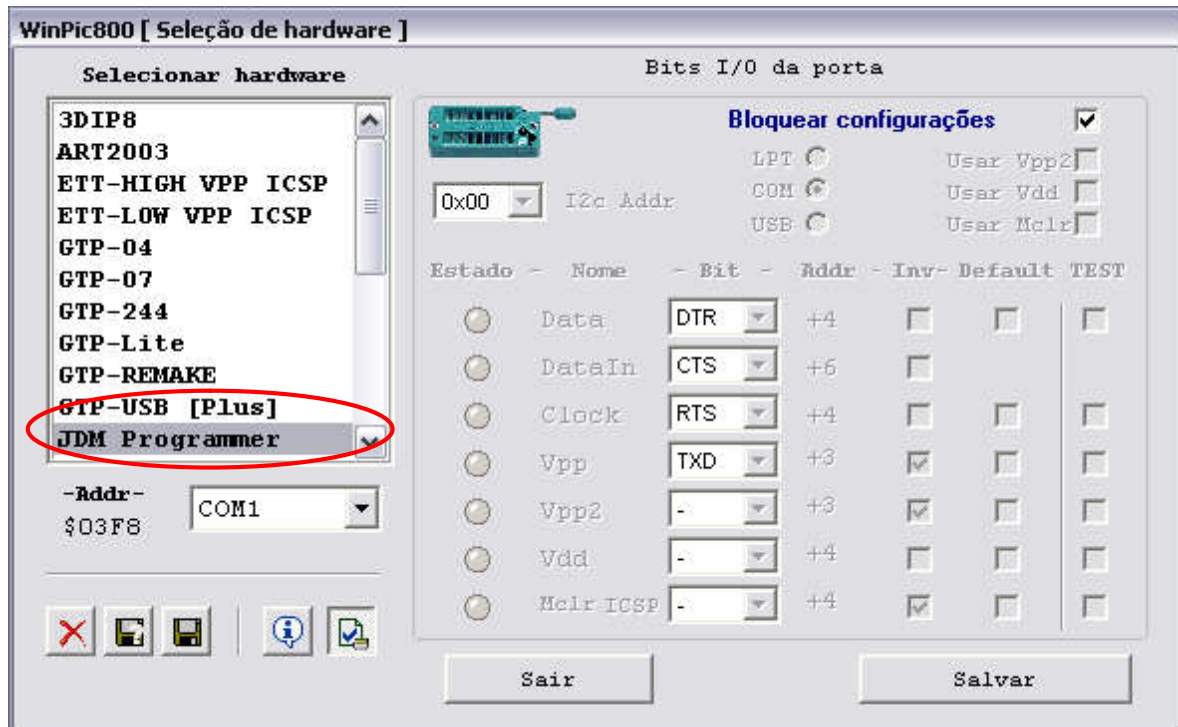 WinPic800 [ Seleção de hardware ]
Selecionar hardware
3DIP8
ART2003
ETT-HIGH VPP ICSP
ETT-LOW VPP ICSP
GTP-04
GTP-07
GTP-244
GTP-Lite
GTP-REMAKE
GTP-USB [Plus]
JDM Programmer
-Addr-
$03F8
COM1
Bits I/O da porta
Bloquear configurações
0x00 I2c Addr
LPT Usar Vpp2
COM Usar Vdd
USB Usar Mclr
Estado - Nome - Bit - Addr - Inv- Default TEST
Data DTR +4
DataIn CTS +6
Clock RTS +4
Vpp TXD +3
Vpp2 - +3
Vdd - +4
Mclr ICSP - +4
Sair
Salvar